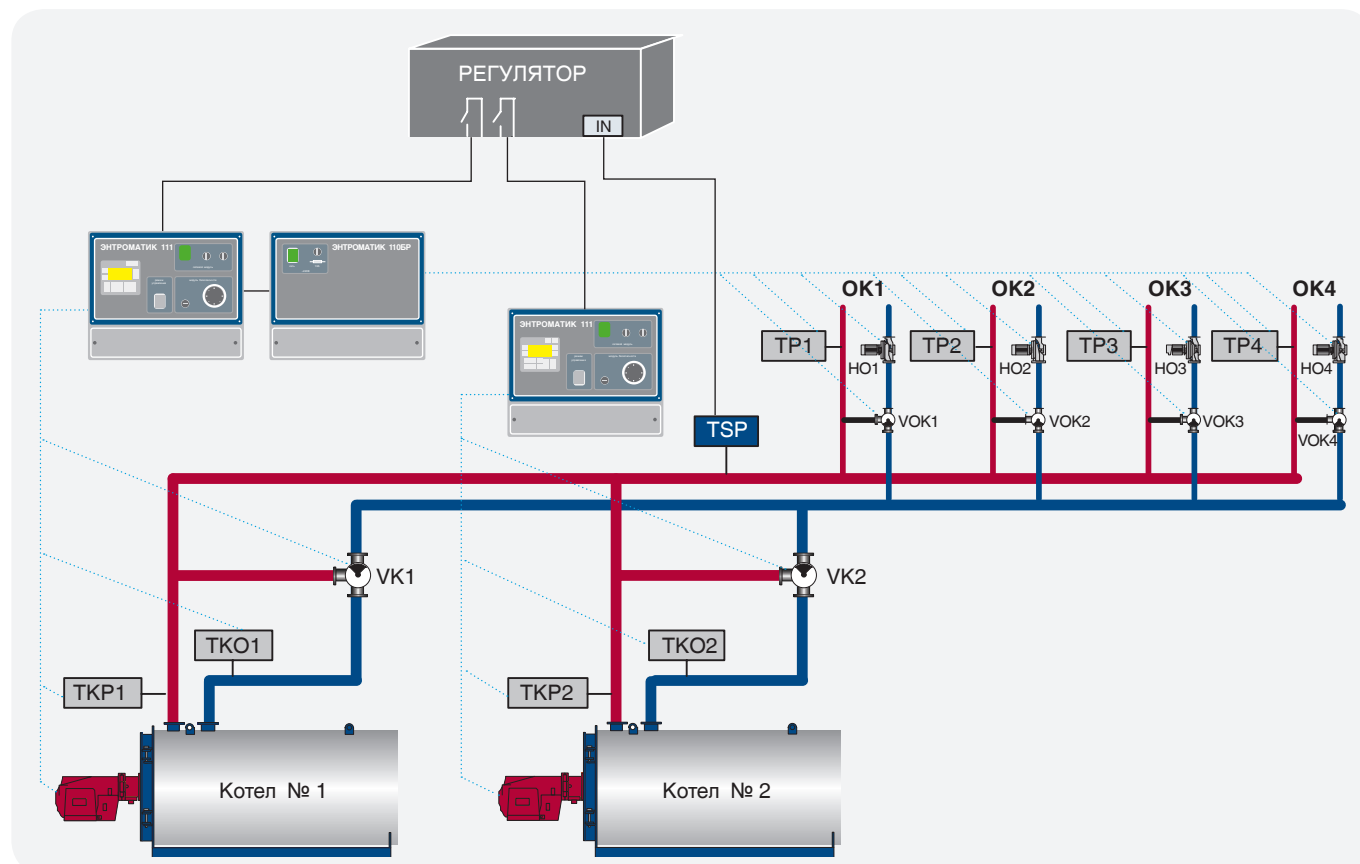 РЕГУЛЯТОР
IN
ЭНТРОМАТИК 111
ЭНТРОМАТИК 110БР
ЭНТРОМАТИК 111
OK1
OK2
OK3
OK4
TP1
TP2
TP3
TP4
HO1
HO2
HO3
HO4
VOK1
VOK2
VOK3
VOK4
TSP
VK1
VK2
TKO1
TKO2
TKP1
TKP2
Котел № 1
Котел № 2